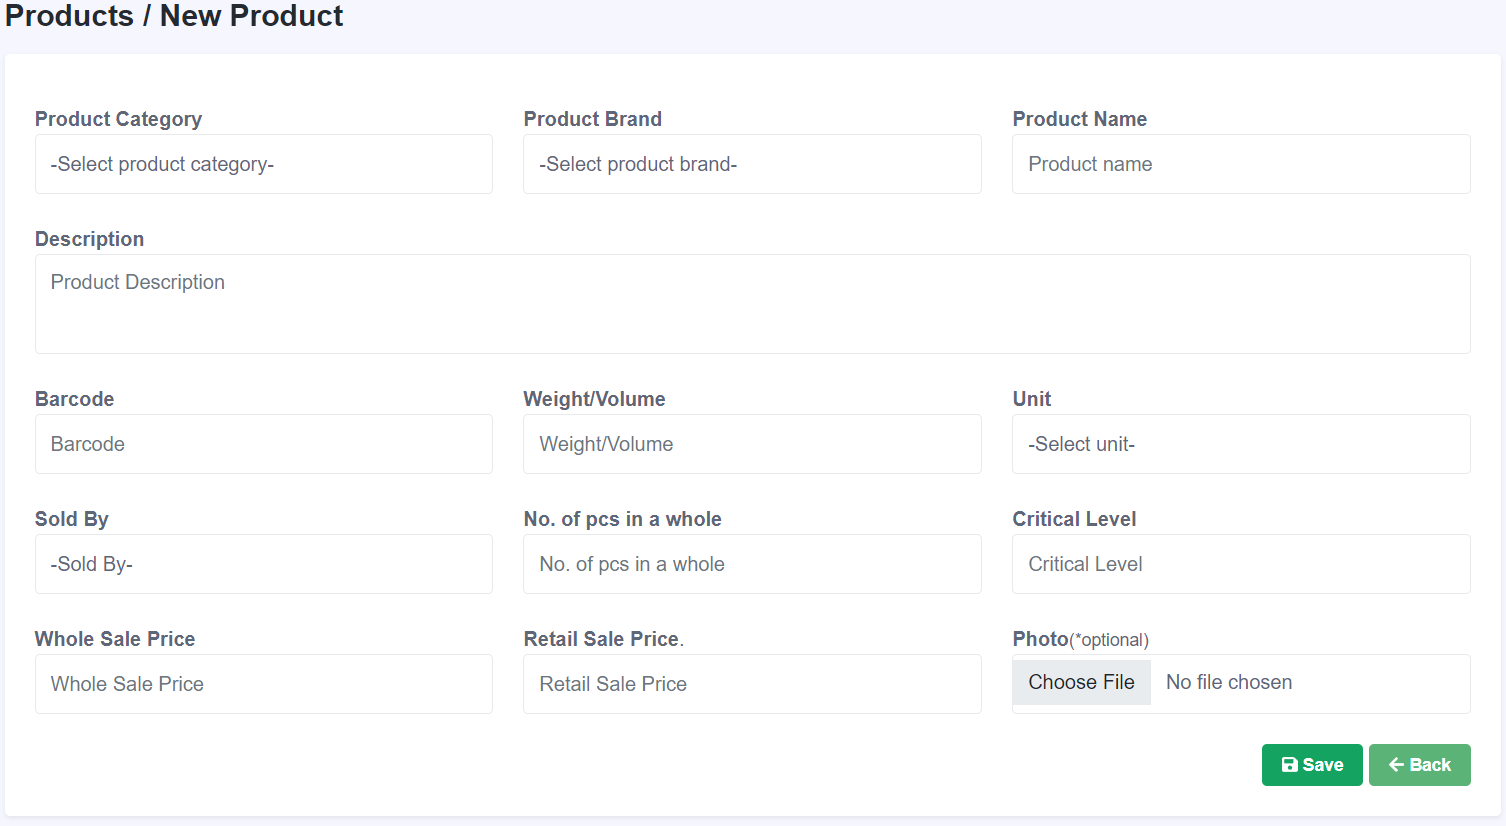 Products / New Product
Product Category
-Select product category-
Product Brand
-Select product brand-
Product Name
Product name
Description
Product Description
Barcode
Barcode
Weight/Volume
Weight/Volume
Unit
-Select unit-
Sold By
-Sold By-
No. of pcs in a whole
No. of pcs in a whole
Critical Level
Critical Level
Whole Sale Price
Whole Sale Price
Retail Sale Price.
Retail Sale Price
Photo(*optional)
Choose File No file chosen
Save
Back